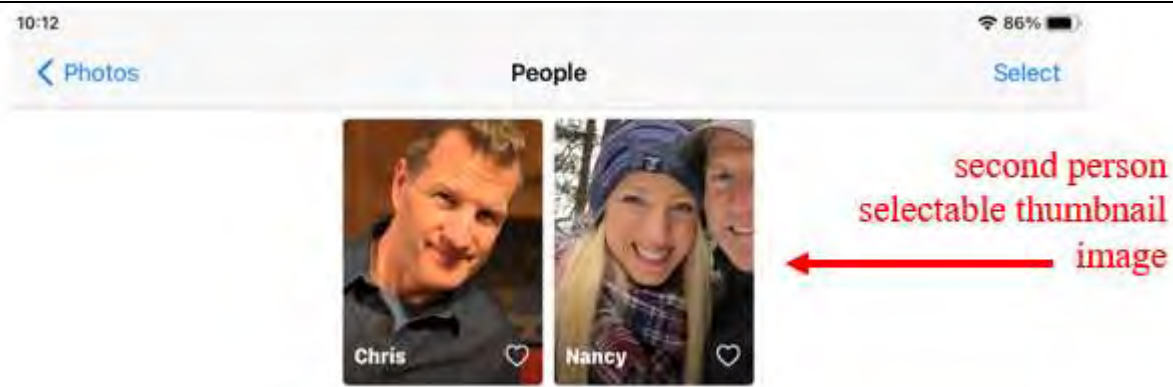 10:12
86%
Photos
People
Select
second person
selectable thumbnail
image
Chris
Nancy